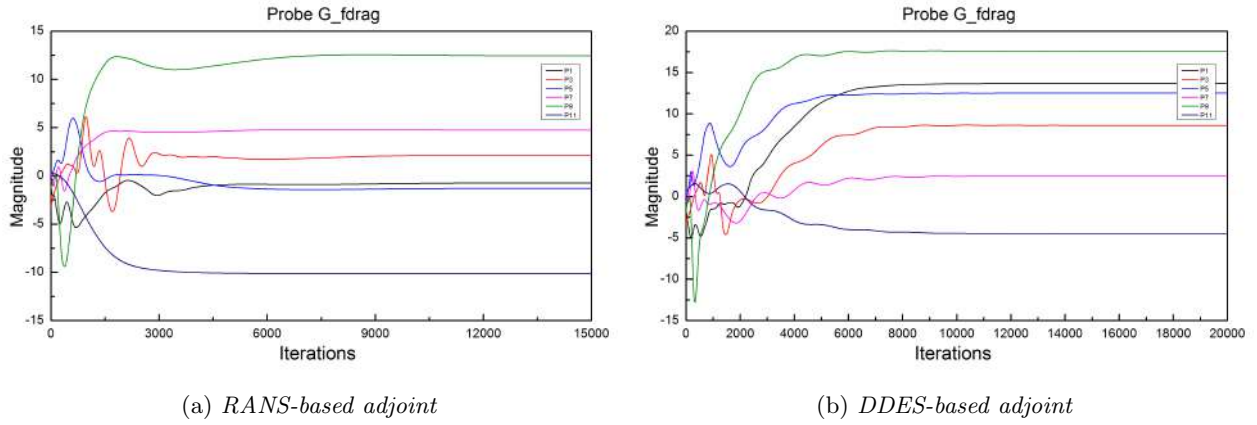 Probe G_fdrag
15
10
5
0
-5
-10
-15
Magnitude
0
3000
6000
9000
12000
15000
Iterations
P1
P3
P5
P7
P9
P11
(a) RANS-based adjoint
Probe G_fdrag
20
15
10
5
0
-5
-10
-15
Magnitude
0
2000
4000
6000
8000
10000
12000
14000
16000
18000
20000
Iterations
P1
P3
P5
P7
P9
P11
(b) DDES-based adjoint